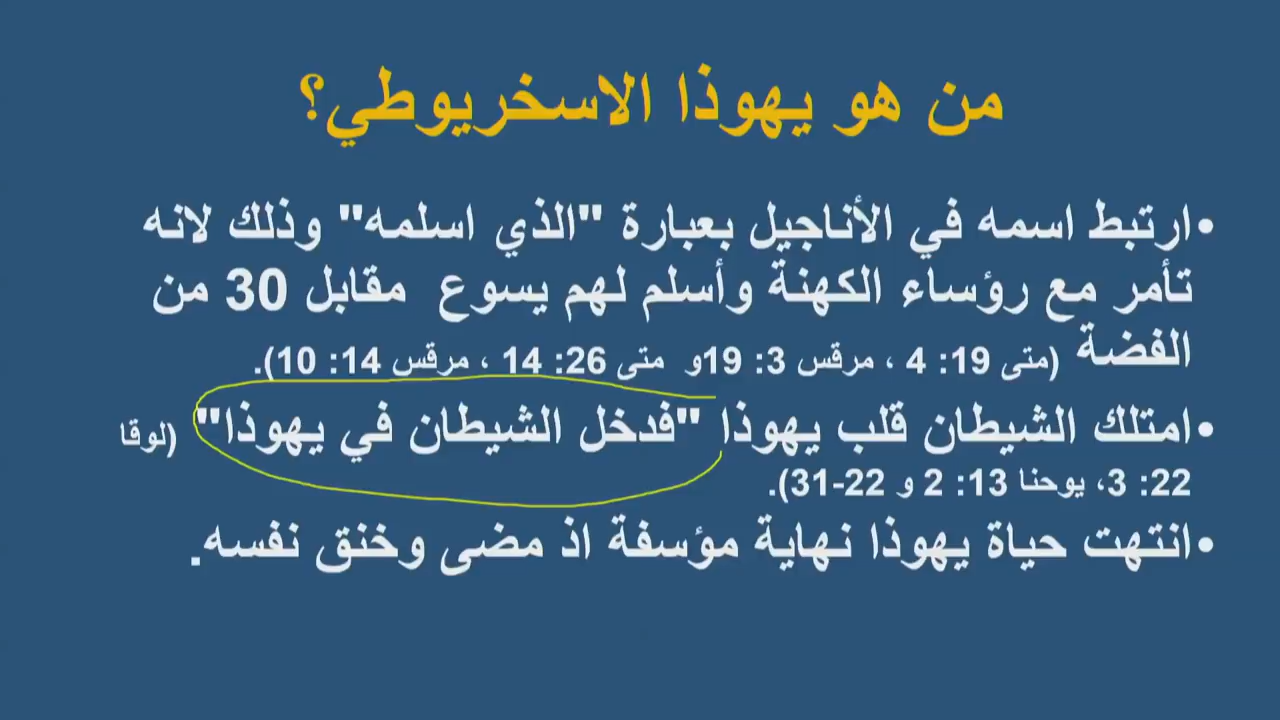 من هو يهوذا الاسخريوطي؟
•ارتبط اسمه في الأناجيل بعبارة "الذي اسلمه" وذلك لانه
تأمر مع رؤساء الكهنة وأسلم لهم يسوع مقابل 30 من
الفضة (متى 19: 4 ، مرقس 3: 19و متى 26: 14 ، مرقس 14: 10).
•امتلك الشيطان قلب يهوذا "فدخل الشيطان في يهوذا" (لوقا
22: 3، يوحنا 13: 2 و 22-31).
•انتهت حياة يهوذا نهاية مؤسفة اذ مضى وخنق نفسه.